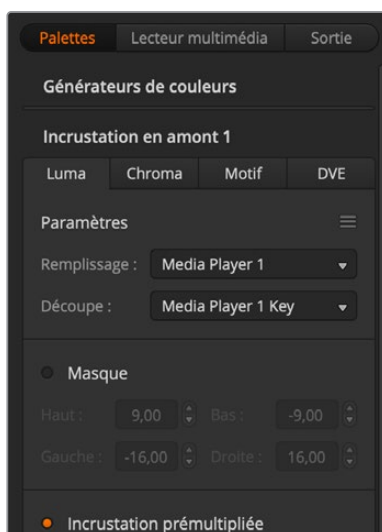 Palettes Lecteur multimédia Sortie
Générateurs de couleurs
Incrustation en amont 1
Luma Chroma Motif DVE
Paramètres
Remplissage : Media Player 1
Découpe : Media Player 1 Key
Masque
Haut : 9,00 Bas : -9,00
Gauche : -16,00 Droite : 16,00
Incrustation prémultipliée